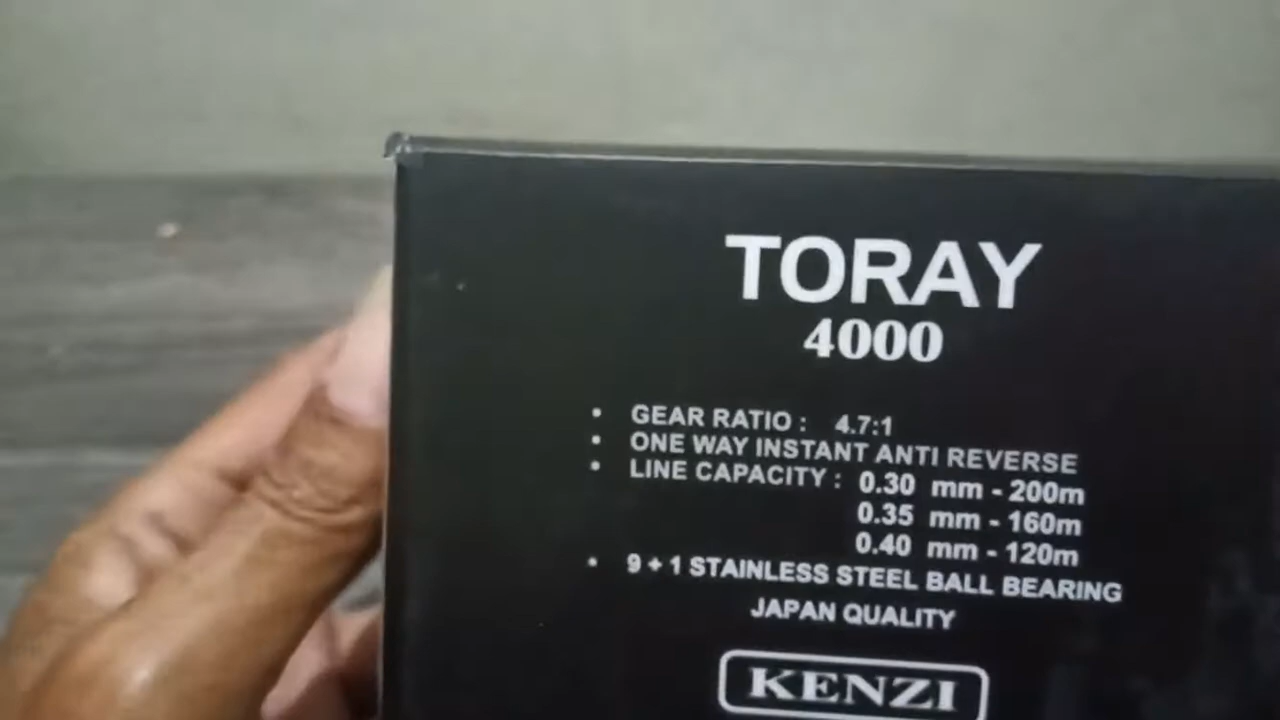 TORAY
4000
• GEAR RATIO : 4.7:1
• ONE WAY INSTANT ANTI REVERSE
• LINE CAPACITY : 0.30 mm - 200m
0.35 mm - 160m
0.40 mm - 120m
• 9 + 1 STAINLESS STEEL BALL BEARING
JAPAN QUALITY
KENZI